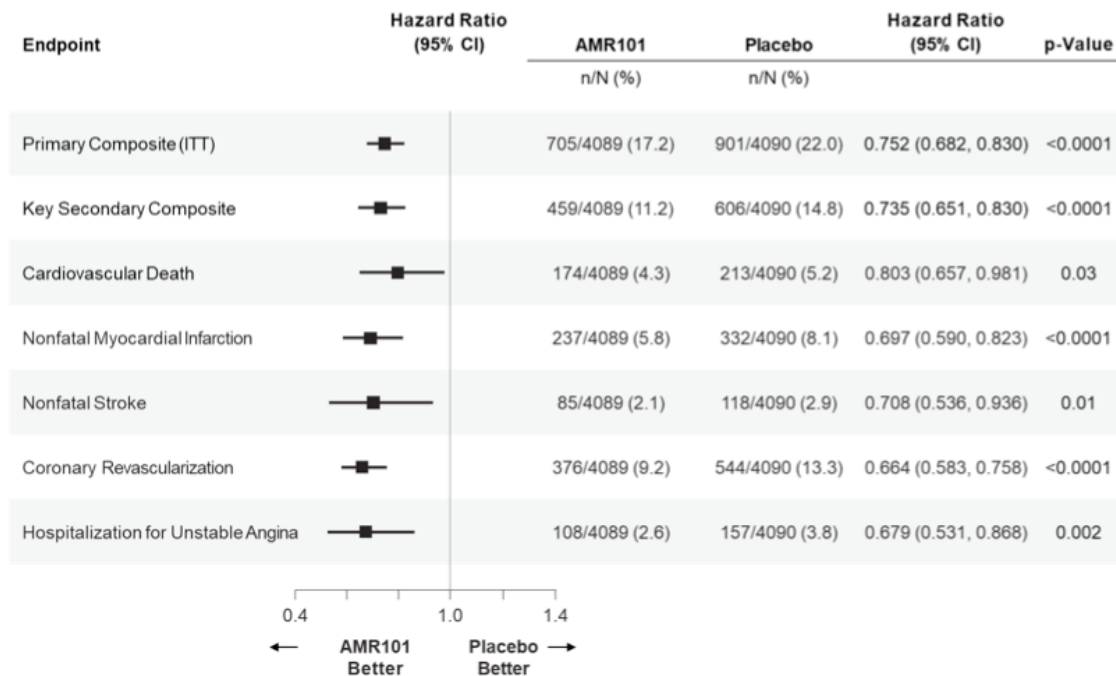 Hazard Ratio Hazard Ratio
Endpoint (95% CI) AMR101 Placebo (95% CI) p-Value
n/N (%) n/N (%)
Primary Composite (ITT) 705/4089 (17.2) 901/4090 (22.0) 0.752 (0.682, 0.830) <0.0001
Key Secondary Composite 459/4089 (11.2) 606/4090 (14.8) 0.735 (0.651, 0.830) <0.0001
Cardiovascular Death 174/4089 (4.3) 213/4090 (5.2) 0.803 (0.657, 0.981) 0.03
Nonfatal Myocardial Infarction 237/4089 (5.8) 332/4090 (8.1) 0.697 (0.590, 0.823) <0.0001
Nonfatal Stroke 85/4089 (2.1) 118/4090 (2.9) 0.708 (0.536, 0.936) 0.01
Coronary Revascularization 376/4089 (9.2) 544/4090 (13.3) 0.664 (0.583, 0.758) <0.0001
Hospitalization for Unstable Angina 108/4089 (2.6) 157/4090 (3.8) 0.679 (0.531, 0.868) 0.002
0.4 1.0 1.4
AMR101 Placebo
Better Better